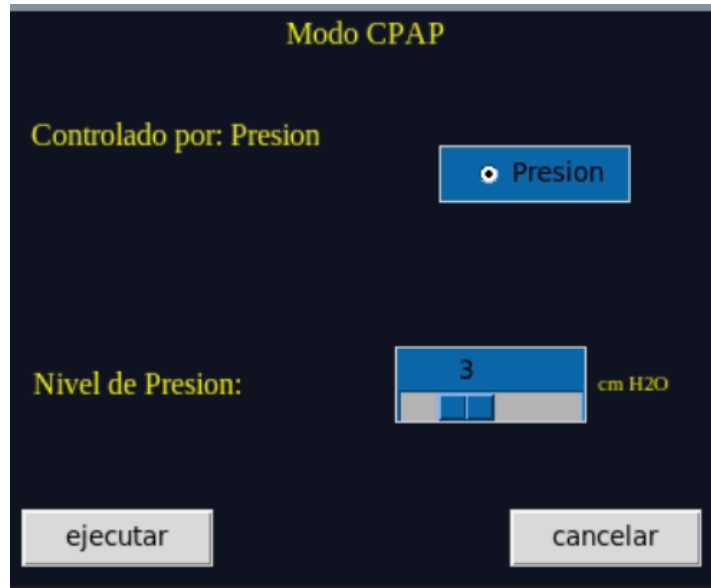 Modo CPAP
Controlado por: Presion
Presion
3
Nivel de Presion:
cm H2O
ejecutar
cancelar